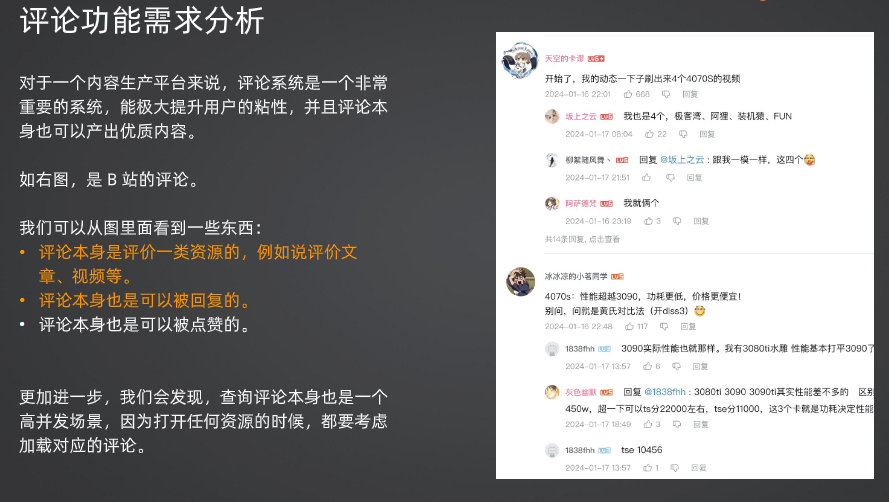 评论功能需求分析
对于一个内容生产平台来说，评论系统是一个非常
重要的系统，能极大提升用户的粘性，并且评论本
身也可以产出优质内容。
如右图，是 B 站的评论。
我们可以从图里面看到一些东西：
• 评论本身是评价一类资源的，例如说评价文
章、视频等。
• 评论本身也是可以被回复的。
• 评论本身也是可以被点赞的。
更加进一步，我们会发现，查询评论本身也是一个
高并发场景，因为打开任何资源的时候，都要考虑
加载对应的评论。
天空的卡谭 LV6
开始了，我的动态一下子刷出来4个4070S的视频
2024-01-16 22:01 668 回复
坂上之云 LV5 我也是4个，极客湾、阿狸、装机猿、FUN
2024-01-17 08:04 22 回复
柳絮随风舞丶 LV5 回复 @坂上之云 : 跟我一模一样，这四个
2024-01-17 21:51 回复
阿萨德梵 LV5 我就俩个
2024-01-16 23:19 3 回复
共14条回复, 点击查看
冰冰凉的小茗同学 LV5
4070s：性能超越3090，功耗更低，价格更便宜！
别问，问就是黄氏对比法（开dlss3）
2024-01-16 22:48 117 回复
1838fhh 3090实际性能也就那样。我有3080ti水雕 性能基本打平3090了
2024-01-17 13:57 6 回复
灰色幽默 LV5 回复 @1838fhh : 3080ti 3090 3090ti其实性能差不多的 区别
450w，超一下可以ts分22000左右，tse分11000，这3个卡就是功耗决定性能
2024-01-17 18:49 3 回复
1838fhh tse 10456
2024-01-17 13:57 1 回复